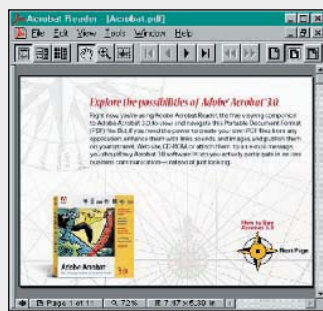 Acrobat Reader - [Acrobat.pdf]
File Edit View Tools Window Help
Explore the possibilities of Adobe Acrobat 3.0
Right now you're using Adobe Acrobat Reader, the free viewing companion
to Adobe Acrobat 3.0, to view and navigate this Portable Document Format
(PDF) file. But if you need the power to create your own PDF files from any
application, enhance them with links, sounds, and images, and publish them
on your intranet, Web site, CD-ROM, or attach them to an e-mail message,
you should buy Acrobat 3.0 software. It lets you actively participate in on-line
business communication— instead of just looking.
How to Buy
Acrobat 3.0
Next Page
Adobe Acrobat
3.0
Page 1 of 11
72%
7.47 x 5.39 in